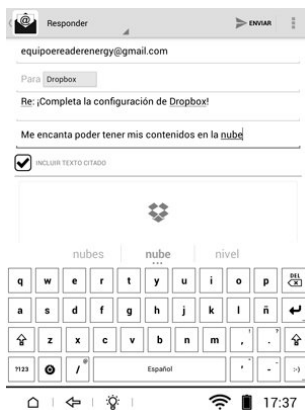 Responder
ENVIAR
equipoereaderenergy@gmail.com
Para Dropbox
Re: ¡Completa la configuración de Dropbox!
Me encanta poder tener mis contenidos en la nube
INCLUIR TEXTO CITADO
nubes nube nivel
q w e r t y u i o p DEL
a s d f g h j k l ñ
z x c v b n m , ' . ?
?123 / @ Español ' - :-)
17:37